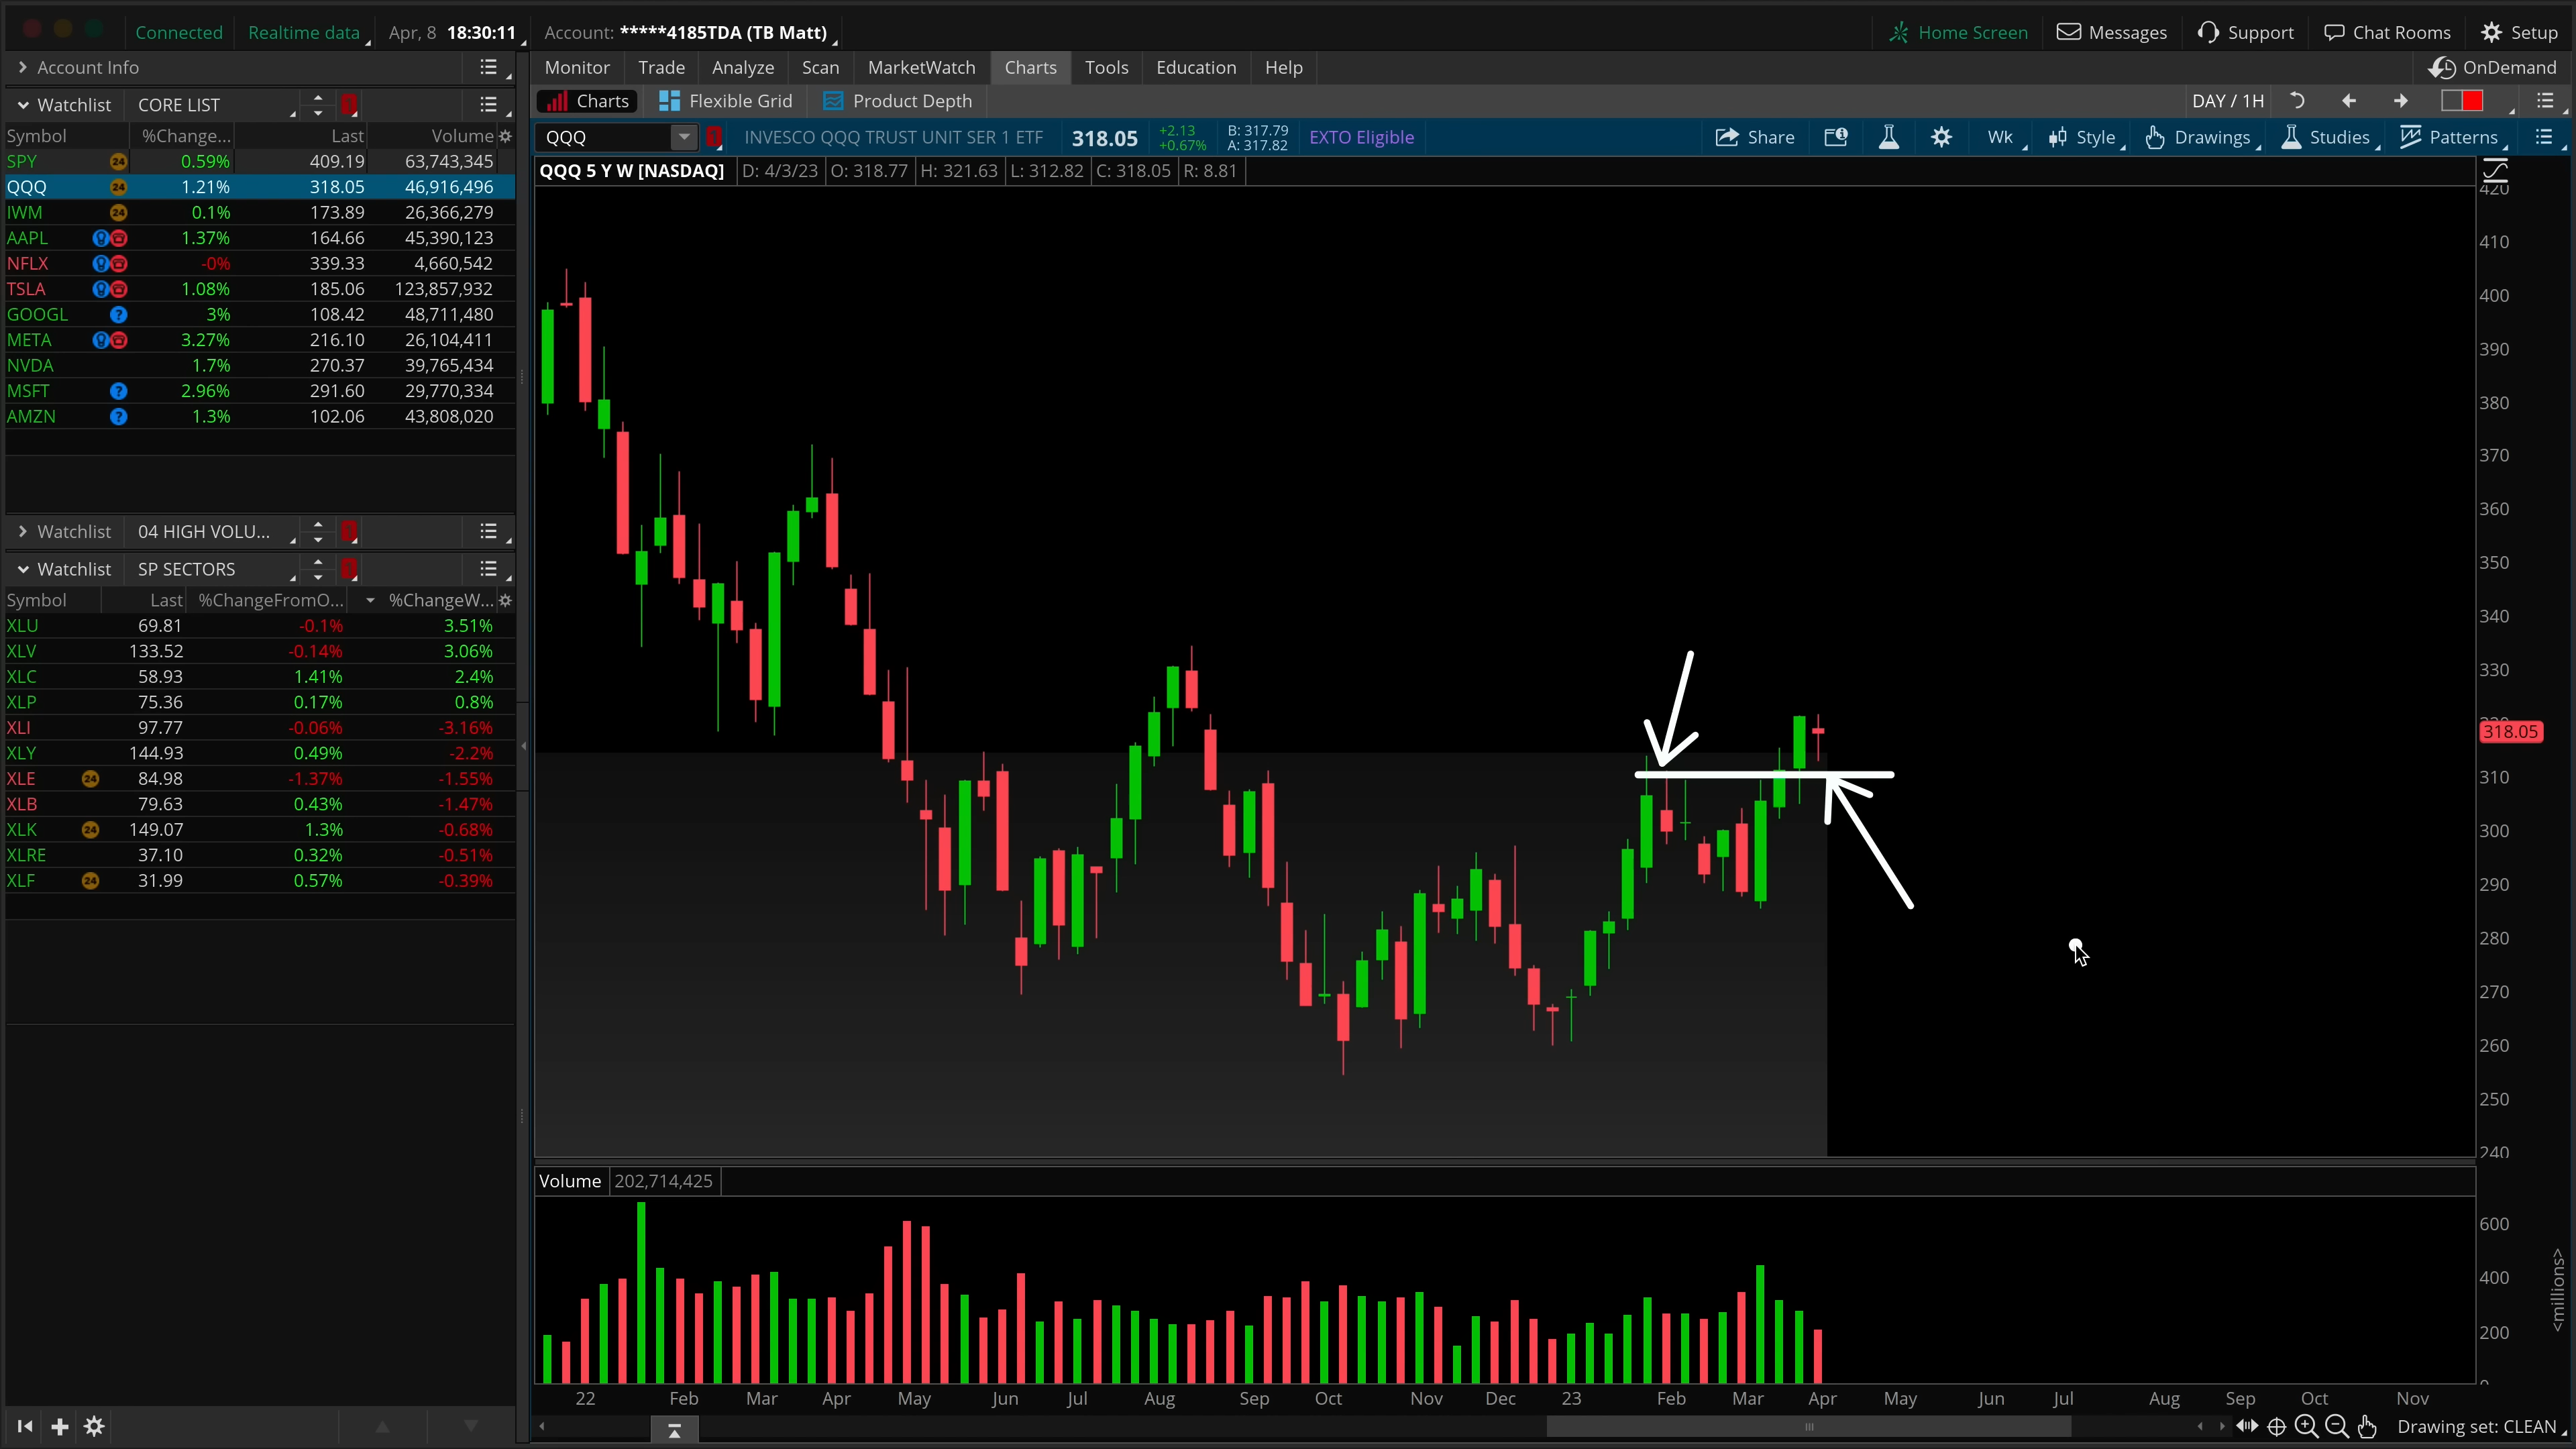 Connected Realtime data Apr, 8 18:30:11 Account: *****4185TDA (TB Matt) Home Screen Messages Support Chat Rooms Setup
Account Info Monitor Trade Analyze Scan MarketWatch Charts Tools Education Help OnDemand
Watchlist CORE LIST Charts Flexible Grid Product Depth DAY / 1H
Symbol %Change... Last Volume
QQQ INVESCO QQQ TRUST UNIT SER 1 ETF 318.05 +2.13 +0.67% B: 317.79 A: 317.82 EXTO Eligible Share Wk Style Drawings Studies Patterns
QQQ 5 Y W [NASDAQ] D: 4/3/23 O: 318.77 H: 321.63 L: 312.82 C: 318.05 R: 8.81
SPY 24 0.59% 409.19 63,743,345
QQQ 24 1.21% 318.05 46,916,496
IWM 24 0.1% 173.89 26,366,279
AAPL 1.37% 164.66 45,390,123
NFLX -0% 339.33 4,660,542
TSLA 1.08% 185.06 123,857,932
GOOGL ? 3% 108.42 48,711,480
META 3.27% 216.10 26,104,411
NVDA 1.7% 270.37 39,765,434
MSFT ? 2.96% 291.60 29,770,334
AMZN ? 1.3% 102.06 43,808,020
Watchlist 04 HIGH VOLU...
Watchlist SP SECTORS
Symbol Last %ChangeFromO... %ChangeW...
XLU 69.81 -0.1% 3.51%
XLV 133.52 -0.14% 3.06%
XLC 58.93 1.41% 2.4%
XLP 75.36 0.17% 0.8%
XLI 97.77 -0.06% -3.16%
XLY 144.93 0.49% -2.2%
XLE 24 84.98 -1.37% -1.55%
XLB 79.63 0.43% -1.47%
XLK 24 149.07 1.3% -0.68%
XLRE 37.10 0.32% -0.51%
XLF 24 31.99 0.57% -0.39%
420
410
400
390
380
370
360
350
340
330
318.05
310
300
290
280
270
260
250
240
Volume 202,714,425
600
400
200
<millions>
22 Feb Mar Apr May Jun Jul Aug Sep Oct Nov Dec 23 Feb Mar Apr May Jun Jul Aug Sep Oct Nov
Drawing set: CLEAN